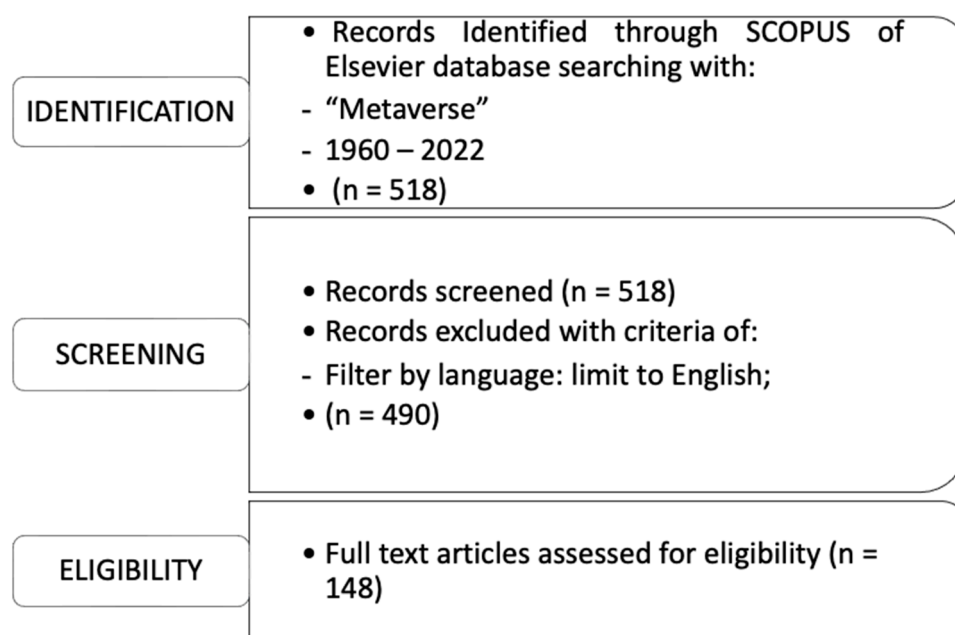 IDENTIFICATION
• Records Identified through SCOPUS of
Elsevier database searching with:
- “Metaverse”
- 1960 – 2022
• (n = 518)
SCREENING
• Records screened (n = 518)
• Records excluded with criteria of:
- Filter by language: limit to English;
• (n = 490)
ELIGIBILITY
• Full text articles assessed for eligibility (n =
148)